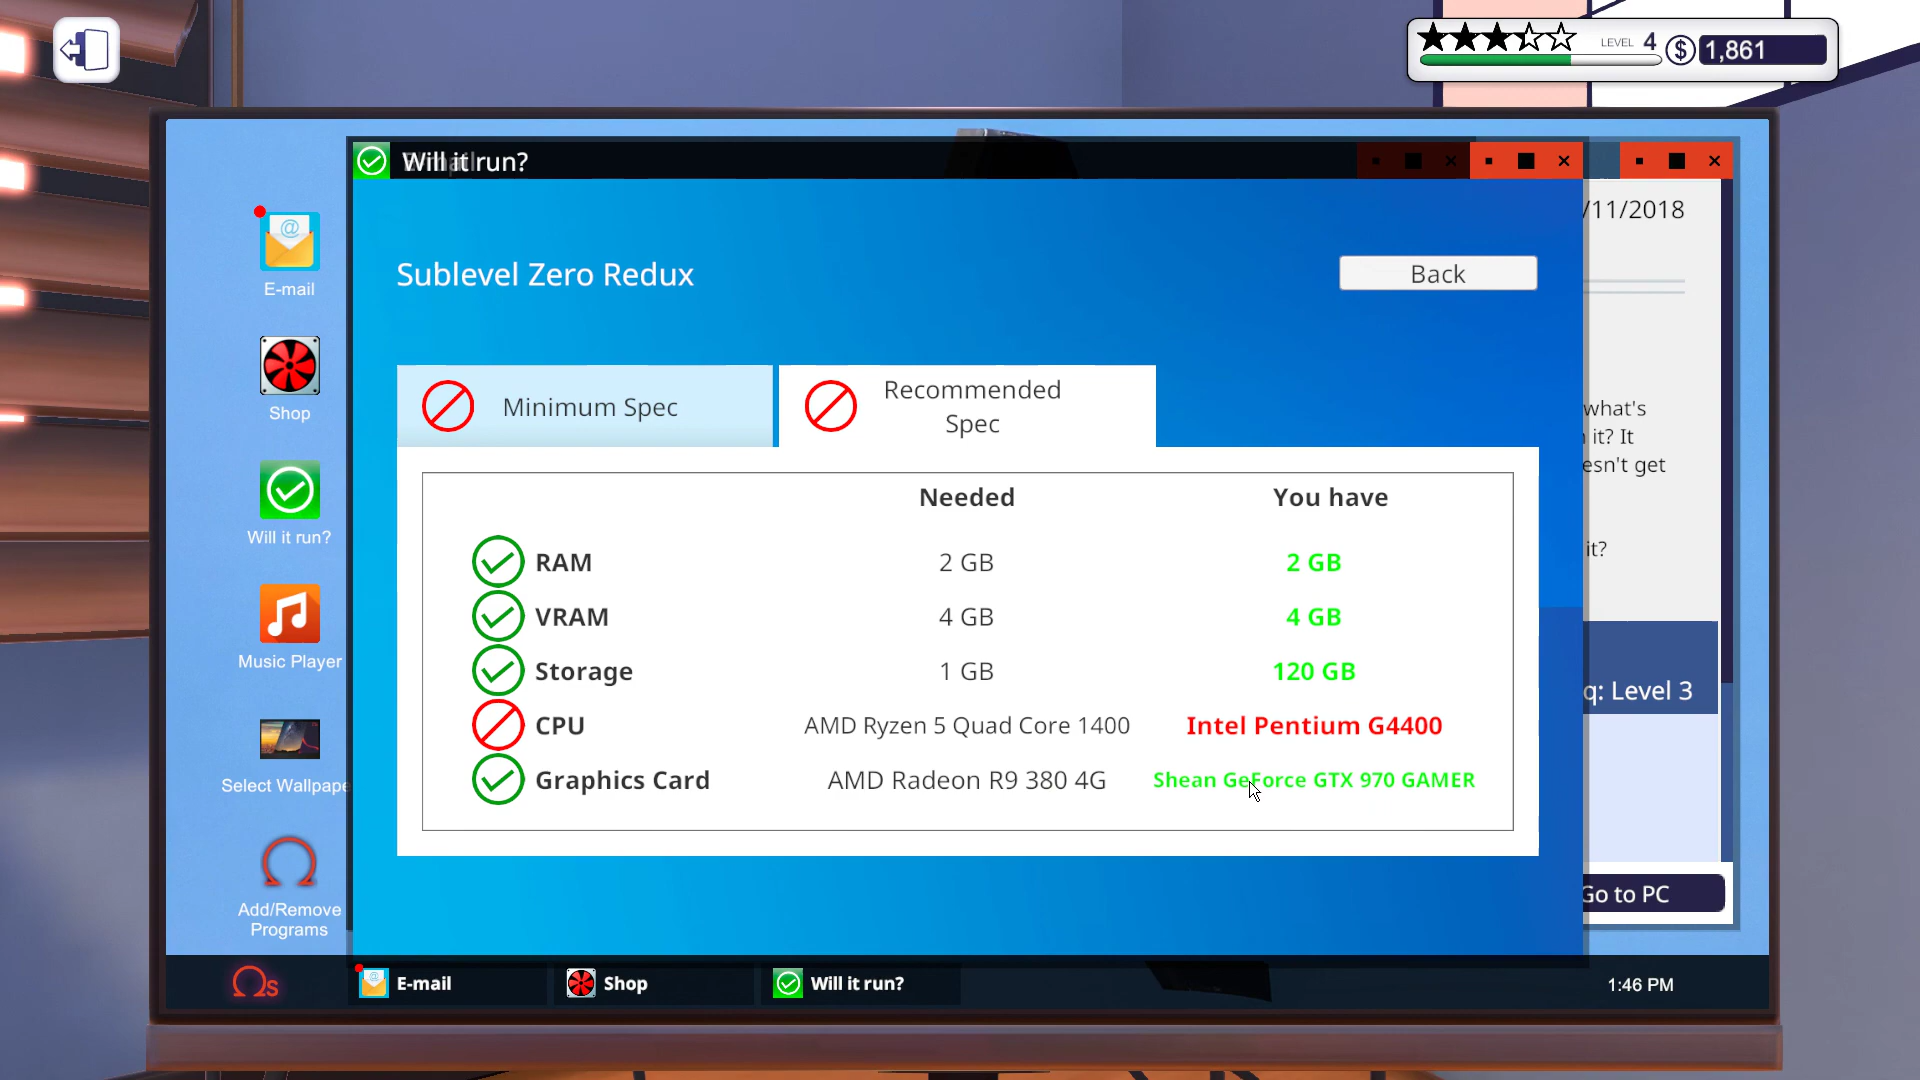 LEVEL 4
$ 1,861
Will it run?
/11/2018
E-mail
Sublevel Zero Redux
Back
Shop
Minimum Spec
Recommended
Spec
what's
it? It
esn't get
Needed
You have
Will it run?
it?
RAM
2 GB
2 GB
VRAM
4 GB
4 GB
Music Player
Storage
1 GB
120 GB
q: Level 3
CPU
AMD Ryzen 5 Quad Core 1400
Intel Pentium G4400
Select Wallpape
Graphics Card
AMD Radeon R9 380 4G
Shean GeForce GTX 970 GAMER
Add/Remove
Programs
Go to PC
Ωs
E-mail
Shop
Will it run?
1:46 PM